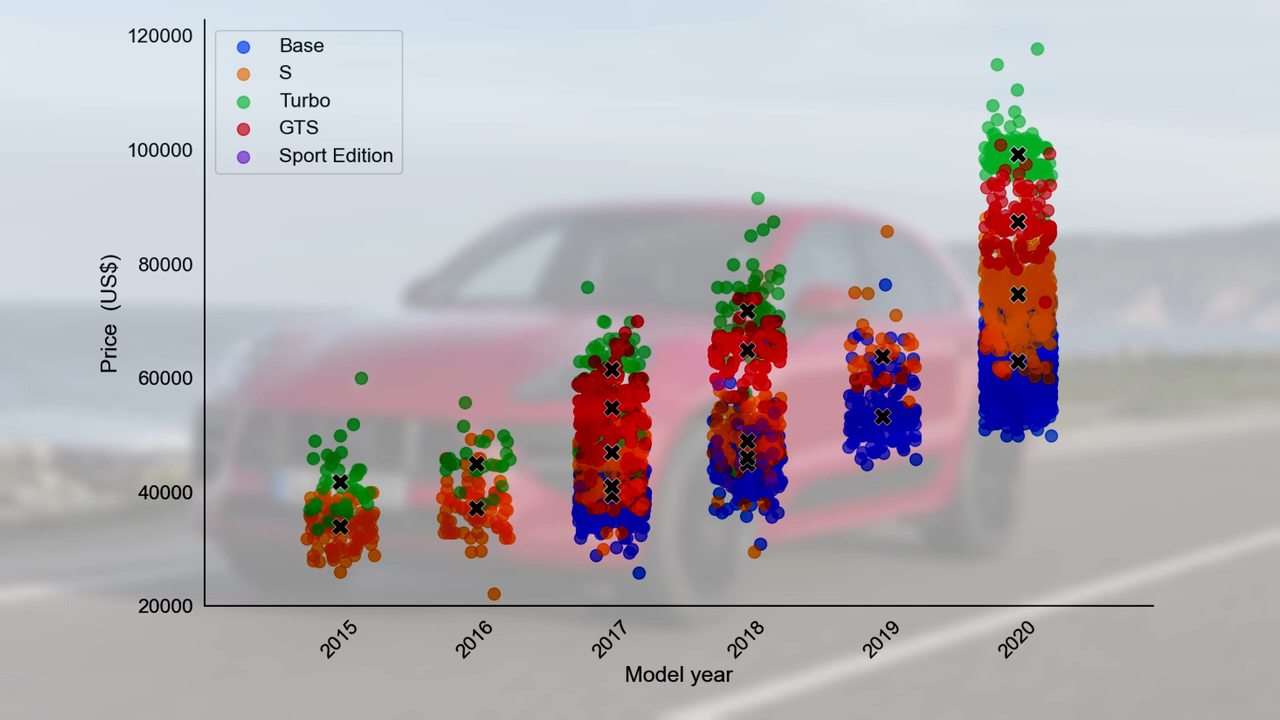 120000
100000
80000
60000
40000
20000
Price (US$)
Base
S
Turbo
GTS
Sport Edition
2015
2016
2017
2018
2019
2020
Model year